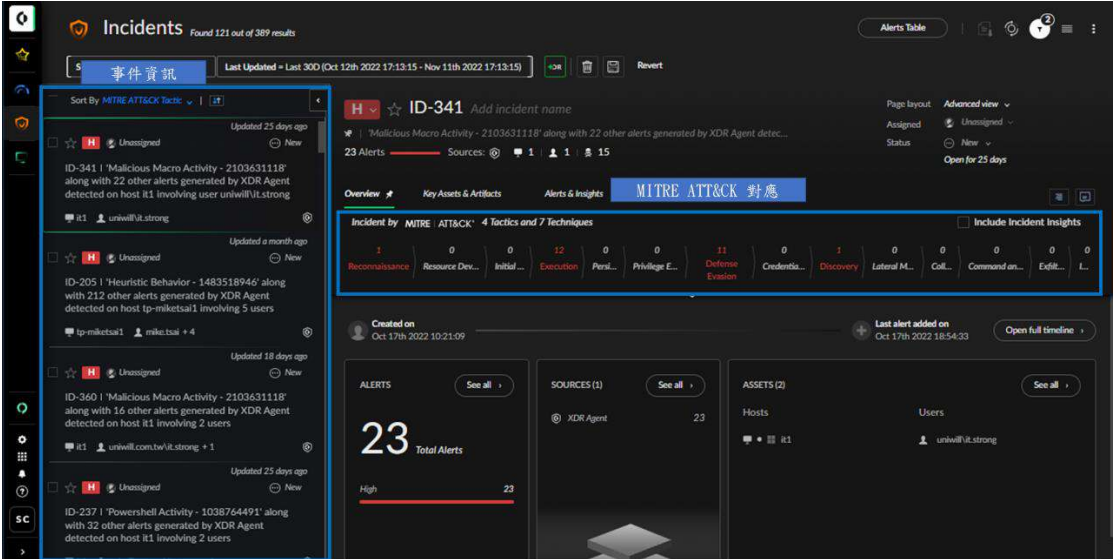 Incidents Found 121 out of 389 results
Alerts Table
2
S
Last Updated = Last 30D (Oct 12th 2022 17:13:15 - Nov 11th 2022 17:13:15)
OR
Revert
事件資訊
Sort By MITRE ATT&CK Tactic
Updated 25 days ago
H Unassigned
New
ID-341 | 'Malicious Macro Activity - 2103631118'
along with 22 other alerts generated by XDR Agent
detected on host it1 involving user uniwill\it.strong
it1 uniwill\it.strong
Updated a month ago
H Unassigned
New
ID-205 | 'Heuristic Behavior - 1483518946' along
with 212 other alerts generated by XDR Agent
detected on host tp-miketsai1 involving 5 users
tp-miketsai1 mike.tsai + 4
Updated 18 days ago
H Unassigned
New
ID-360 | 'Malicious Macro Activity - 2103631118'
along with 16 other alerts generated by XDR Agent
detected on host it1 involving 2 users
it1 uniwill.com.tw\it.strong + 1
Updated 25 days ago
H Unassigned
New
ID-237 | 'Powershell Activity - 1038764491' along
with 32 other alerts generated by XDR Agent
detected on host it1 involving 2 users
SC
H ID-341 Add incident name
'Malicious Macro Activity - 2103631118' along with 22 other alerts generated by XDR Agent detec...
23 Alerts Sources: 1 | 1 | 15
Page layout Advanced view
Assigned Unassigned
Status New
Open for 25 days
Overview Key Assets & Artifacts Alerts & Insights
MITRE ATT&CK 對應
Incident by MITRE | ATT&CK® 4 Tactics and 7 Techniques
Include Incident Insights
1 0 0 12 0 0 11 0 1 0 0 0 0 0
Reconnaissance Resource Dev... Initial ... Execution Persi... Privilege E... Defense Evasion Credentia... Discovery Lateral M... Coll... Command an... Exfilt... I...
Created on
Oct 17th 2022 10:21:09
Last alert added on
Oct 17th 2022 18:54:33
Open full timeline
ALERTS
See all
23 Total Alerts
High 23
SOURCES (1)
See all
XDR Agent 23
ASSETS (2)
See all
Hosts
it1
Users
uniwill\it.strong